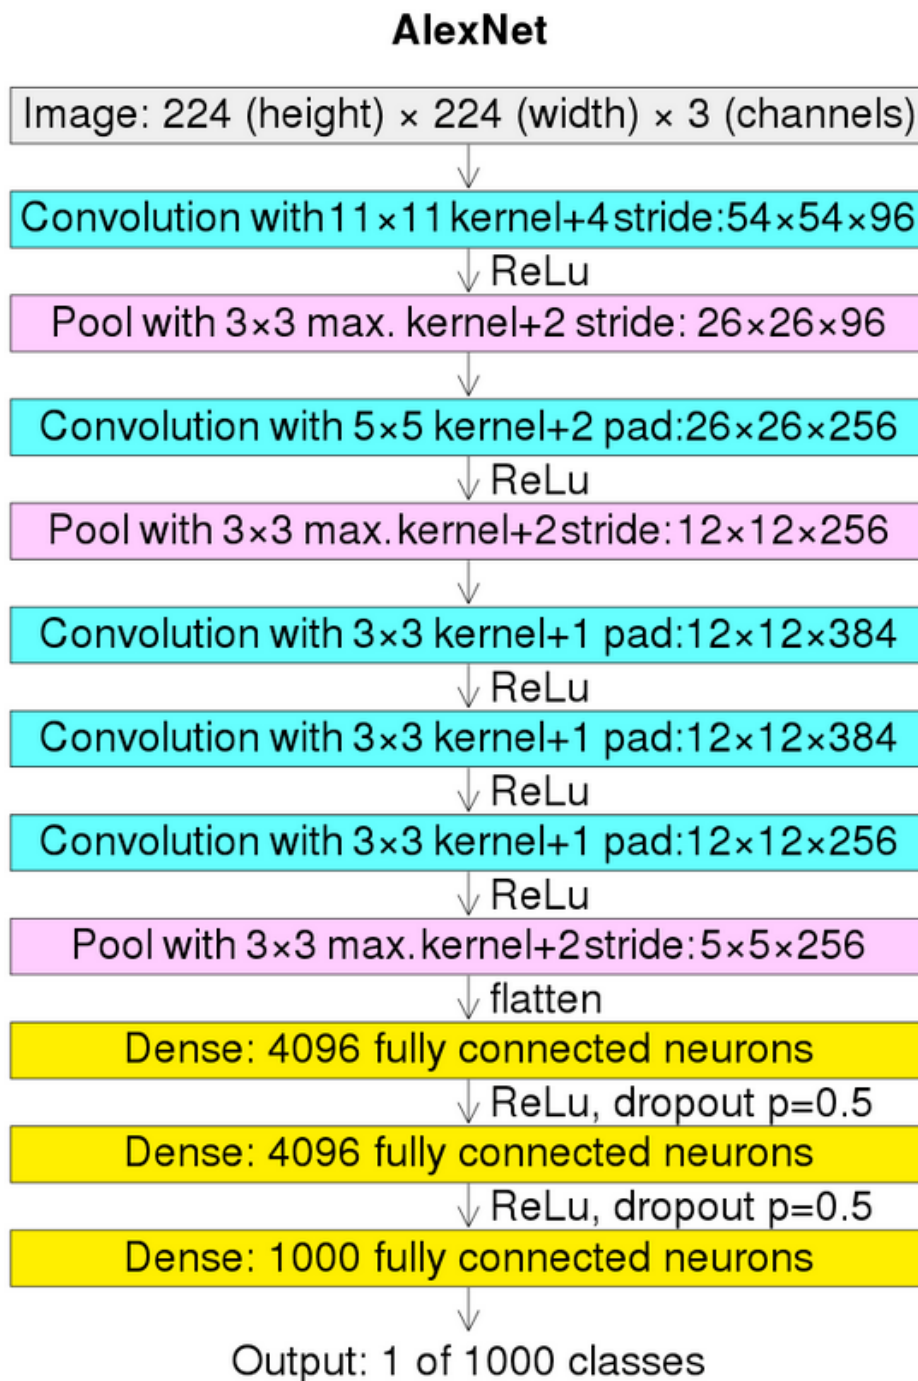 AlexNet
Image: 224 (height) × 224 (width) × 3 (channels)
Convolution with 11×11 kernel+4 stride:54×54×96
ReLu
Pool with 3×3 max. kernel+2 stride: 26×26×96
Convolution with 5×5 kernel+2 pad:26×26×256
ReLu
Pool with 3×3 max.kernel+2stride:12×12×256
Convolution with 3×3 kernel+1 pad:12×12×384
ReLu
Convolution with 3×3 kernel+1 pad:12×12×384
ReLu
Convolution with 3×3 kernel+1 pad:12×12×256
ReLu
Pool with 3×3 max.kernel+2stride:5×5×256
flatten
Dense: 4096 fully connected neurons
ReLu, dropout p=0.5
Dense: 4096 fully connected neurons
ReLu, dropout p=0.5
Dense: 1000 fully connected neurons
Output: 1 of 1000 classes